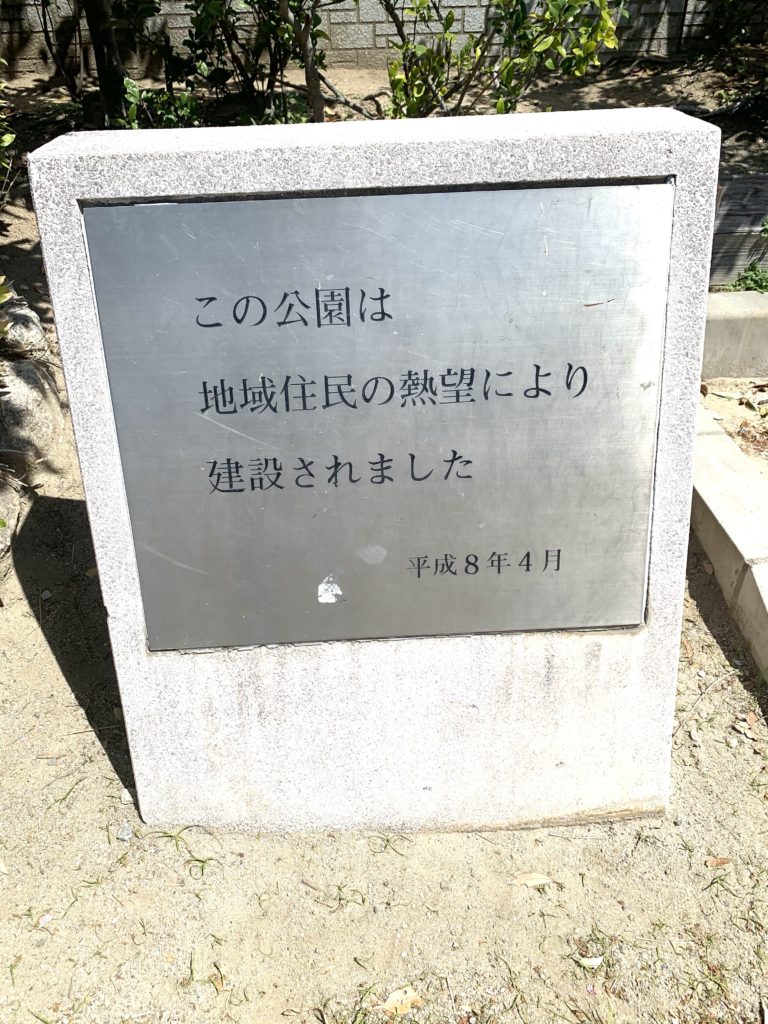 この公園は
地域住民の熱望により
建設されました
平成8年4月